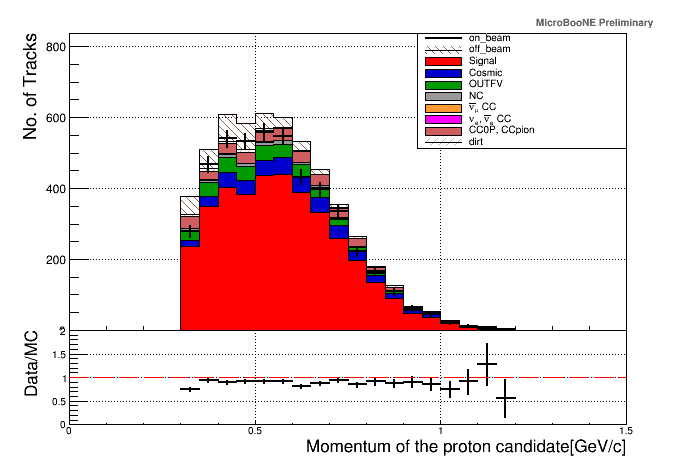 MicroBooNE Preliminary
No. of Tracks
800
600
400
200
on_beam
off_beam
Signal
Cosmic
OUTFV
NC
ν̅μ CC
νe, ν̅e CC
CC0P, CCpion
dirt
Data/MC
2
1.5
1
0.5
0
0
0.5
1
1.5
Momentum of the proton candidate[GeV/c]